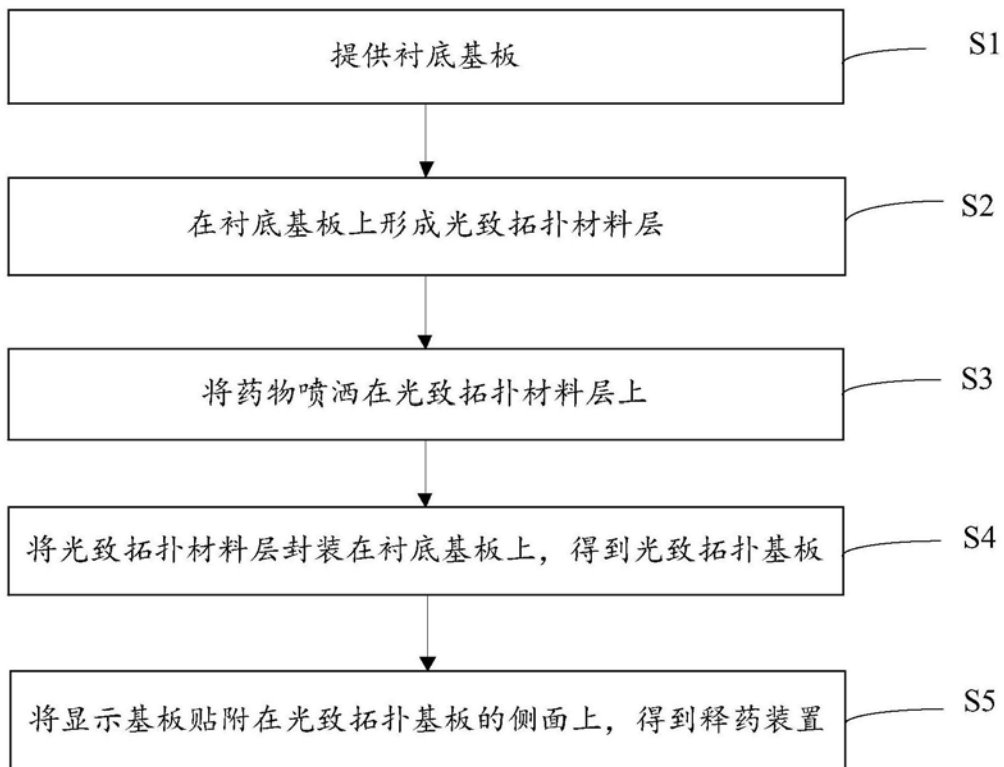 提供衬底基板
S1
在衬底基板上形成光致拓扑材料层
S2
将药物喷洒在光致拓扑材料层上
S3
将光致拓扑材料层封装在衬底基板上，得到光致拓扑基板
S4
将显示基板贴附在光致拓扑基板的侧面上，得到释药装置
S5